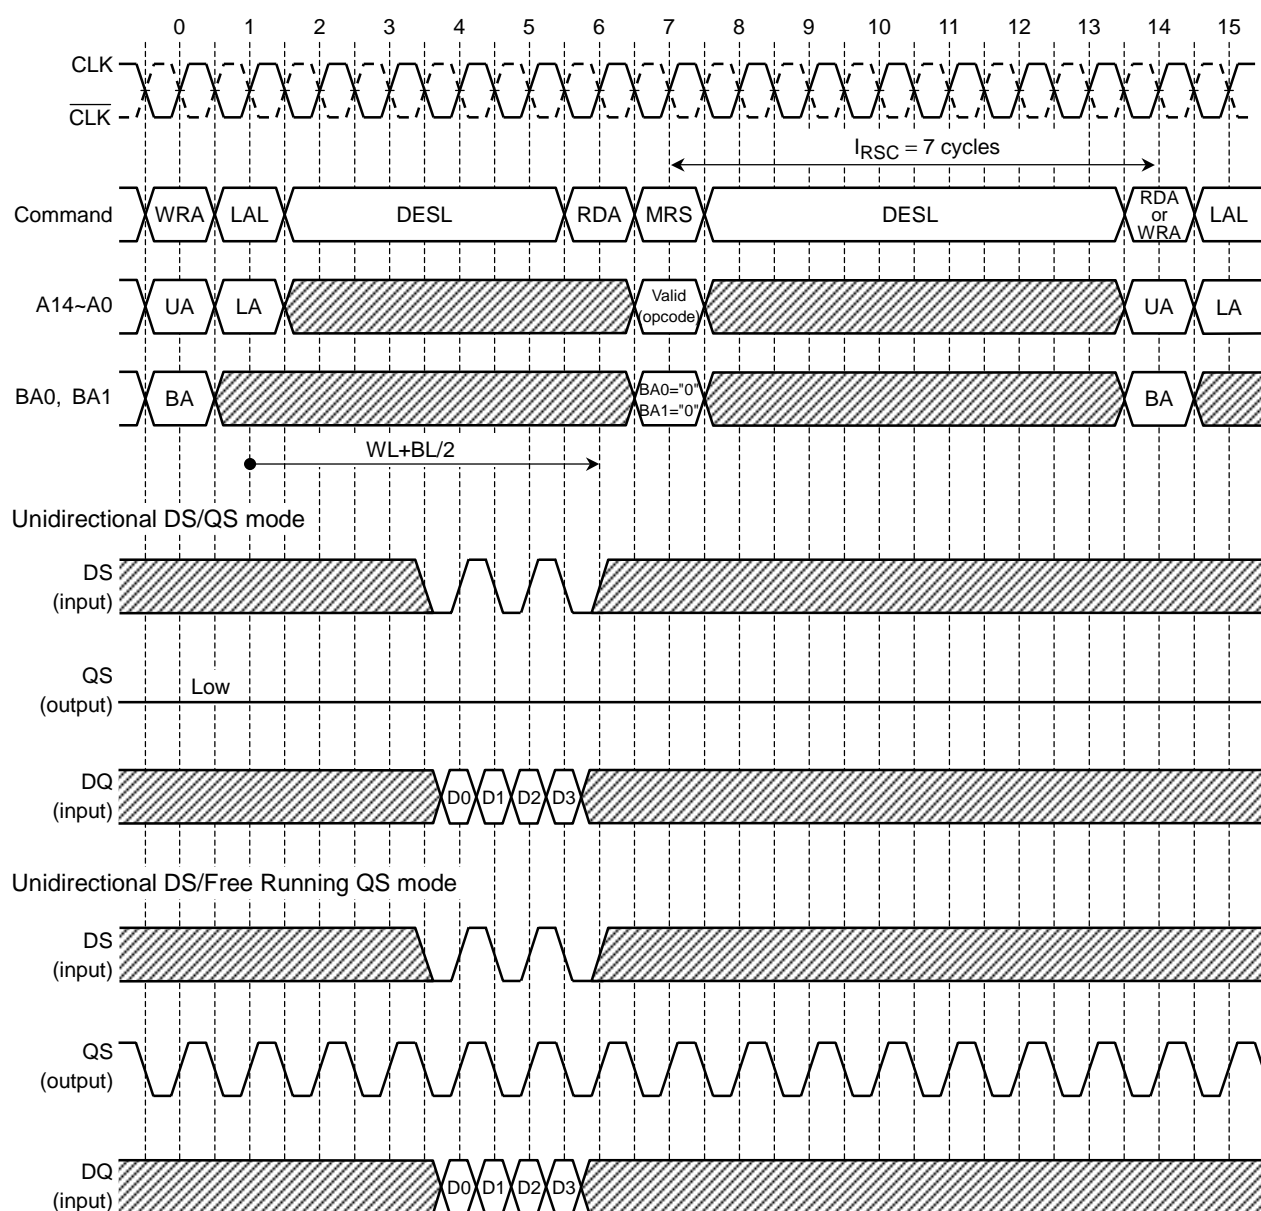 0 1 2 3 4 5 6 7 8 9 10 11 12 13 14 15
CLK
CLK
IRSC = 7 cycles
Command WRA LAL DESL RDA MRS DESL RDA or WRA LAL
A14~A0 UA LA Valid (opcode) UA LA
BA0, BA1 BA BA0="0" BA1="0" BA
WL+BL/2
Unidirectional DS/QS mode
DS
(input)
QS
Low
(output)
DQ
D0 D1 D2 D3
(input)
Unidirectional DS/Free Running QS mode
DS
(input)
QS
(output)
DQ
D0 D1 D2 D3
(input)